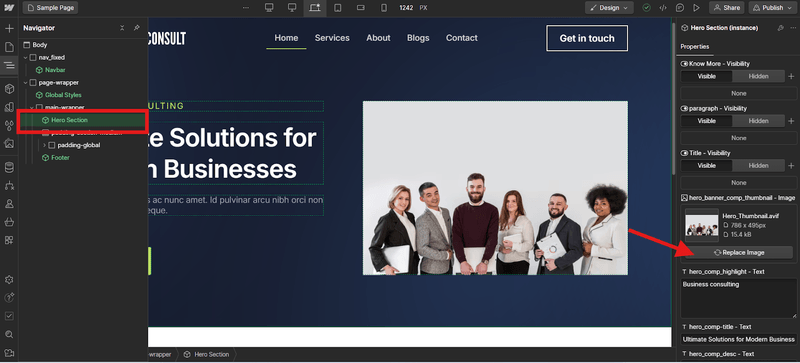 Sample Page
...
1242 PX
Design
Share
Publish
Navigator
Body
nav_fixed
Navbar
page-wrapper
Global Styles
main-wrapper
Hero Section
padding-section-medium
padding-global
Footer
CONSULT
Home
Services
About
Blogs
Contact
Get in touch
ULTING
te Solutions for
n Businesses
s ac nunc amet. Id pulvinar arcu nibh orci non
eque.
-wrapper
Hero Section
Hero Section (instance)
Properties
Know More - Visibility
Visible
Hidden
None
paragraph - Visibility
Visible
Hidden
None
Title - Visibility
Visible
Hidden
None
hero_banner_comp_thumbnail - Image
Hero_Thumbnail.avif
786 x 495px
15.4 kB
Replace Image
T hero_comp_highlight - Text
Business consulting
T hero_comp-title - Text
Ultimate Solutions for Modern Business
T hero_comp_desc - Text